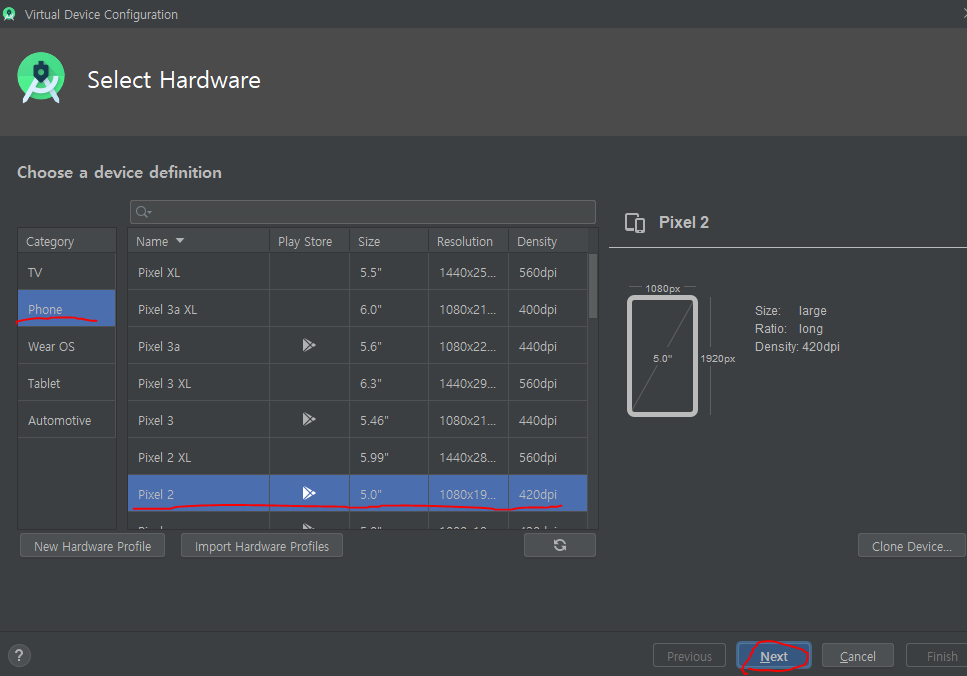 Virtual Device Configuration
Select Hardware
Choose a device definition
Category
TV
Phone
Wear OS
Tablet
Automotive
Name Play Store Size Resolution Density
Pixel XL 5.5" 1440x25... 560dpi
Pixel 3a XL 6.0" 1080x21... 400dpi
Pixel 3a 5.6" 1080x22... 440dpi
Pixel 3 XL 6.3" 1440x29... 560dpi
Pixel 3 5.46" 1080x21... 440dpi
Pixel 2 XL 5.99" 1440x28... 560dpi
Pixel 2 5.0" 1080x19... 420dpi
New Hardware Profile Import Hardware Profiles
Pixel 2
1080px
5.0"
1920px
Size: large
Ratio: long
Density: 420dpi
Clone Device...
? Previous Next Cancel Finish